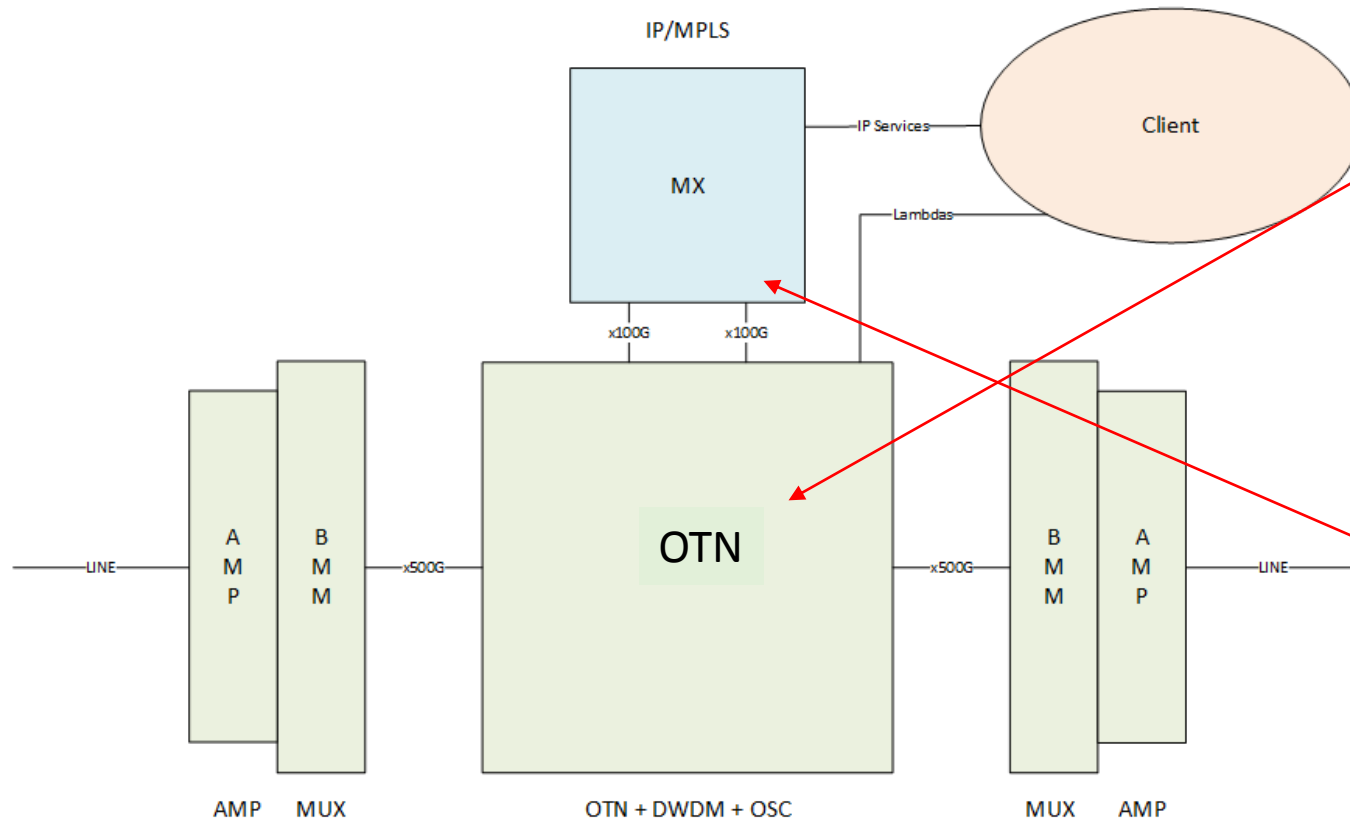 IP/MPLS
MX
IP Services
Client
Lambdas
x100G
x100G
A
M
P
B
M
M
OTN
B
M
M
A
M
P
LINE
x500G
x500G
LINE
AMP
MUX
OTN + DWDM + OSC
MUX
AMP